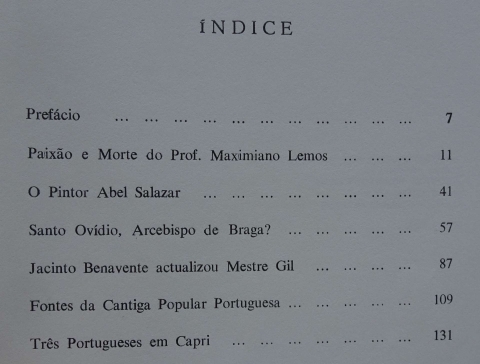 ÍNDICE
Prefácio ... ... ... ... ... ... ... ... ... ... ... 7
Paixão e Morte do Prof. Maximiano Lemos ... ... ... 11
O Pintor Abel Salazar ... ... ... ... ... ... ... ... 41
Santo Ovídio, Arcebispo de Braga? ... ... ... ... ... 57
Jacinto Benavente actualizou Mestre Gil ... ... ... ... 87
Fontes da Cantiga Popular Portuguesa ... ... ... ... ... 109
Três Portugueses em Capri ... ... ... ... ... ... ... 131